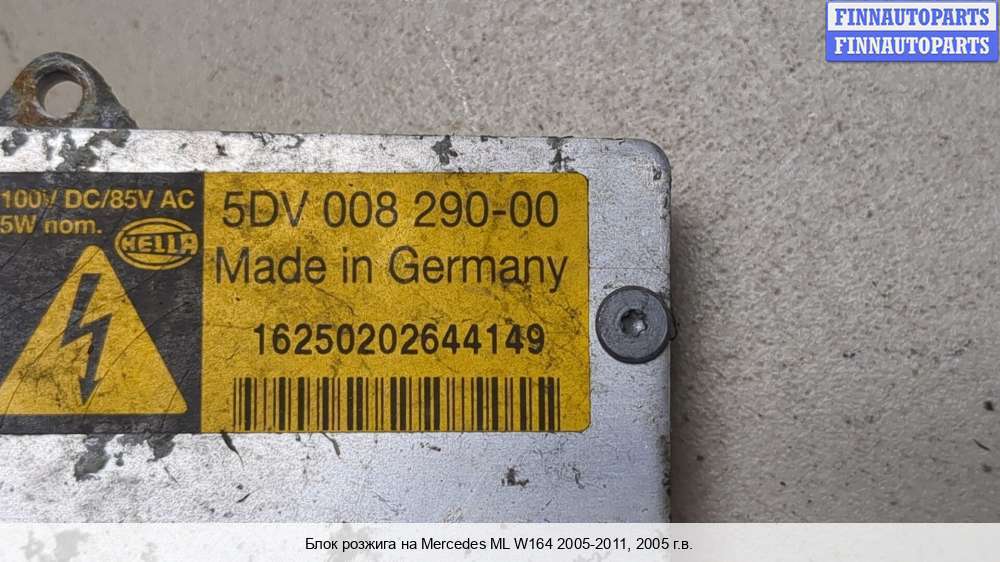 FINNAUTOPARTS
FINNAUTOPARTS
100V DC/85V AC
5W nom.
HELLA
5DV 008 290-00
Made in Germany
16250202644149
Блок розжига на Mercedes ML W164 2005-2011, 2005 г.в.